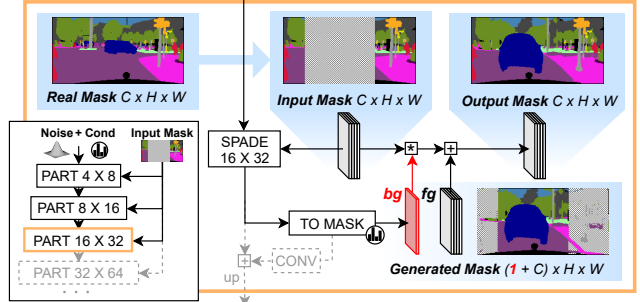 Real Mask C x H x W
Input Mask C x H x W
Output Mask C x H x W
Noise + Cond
Input Mask
PART 4 X 8
PART 8 X 16
PART 16 X 32
PART 32 X 64
. . .
SPADE
16 X 32
*
+
bg
fg
TO MASK
+
CONV
up
Generated Mask (1 + C) x H x W